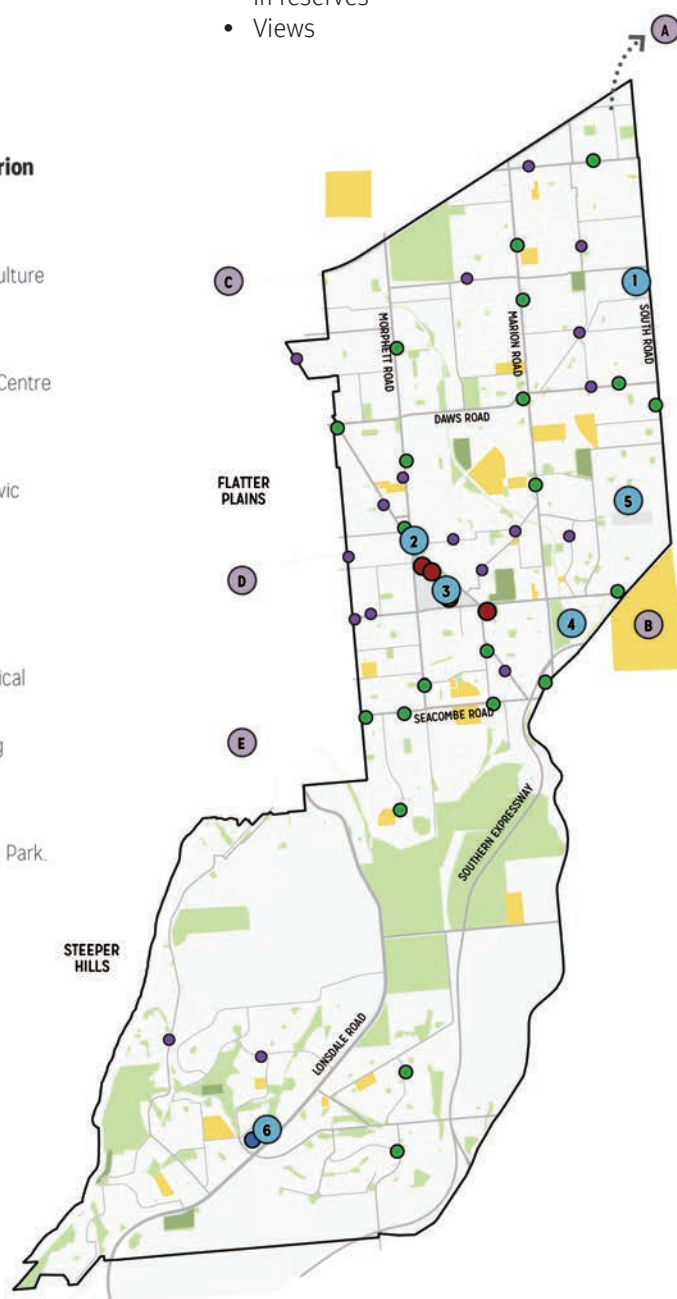 in reserves
• Views
A
rion
ulture
C
1
MORPHETT ROAD
MARION ROAD
SOUTH ROAD
Centre
DAWS ROAD
vic
FLATTER
PLAINS
5
2
D
3
4
B
ical
SEACOMBE ROAD
g
E
SOUTHERN EXPRESSWAY
Park.
STEEPER
HILLS
LONSDALE ROAD
6